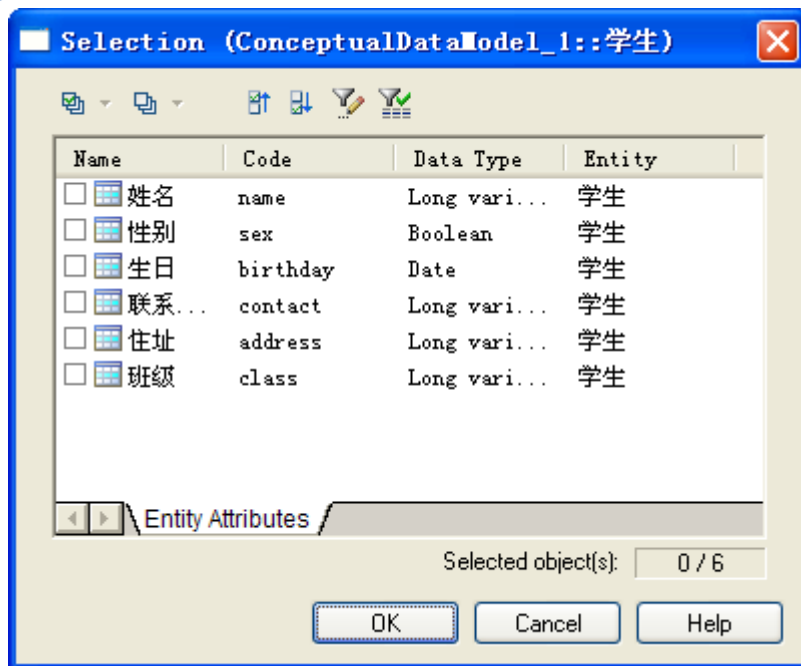 Selection (ConceptualDataModel_1::学生)
Name Code Data Type Entity
姓名 name Long vari... 学生
性别 sex Boolean 学生
生日 birthday Date 学生
联系... contact Long vari... 学生
住址 address Long vari... 学生
班级 class Long vari... 学生
Entity Attributes
Selected object(s): 0 / 6
OK Cancel Help